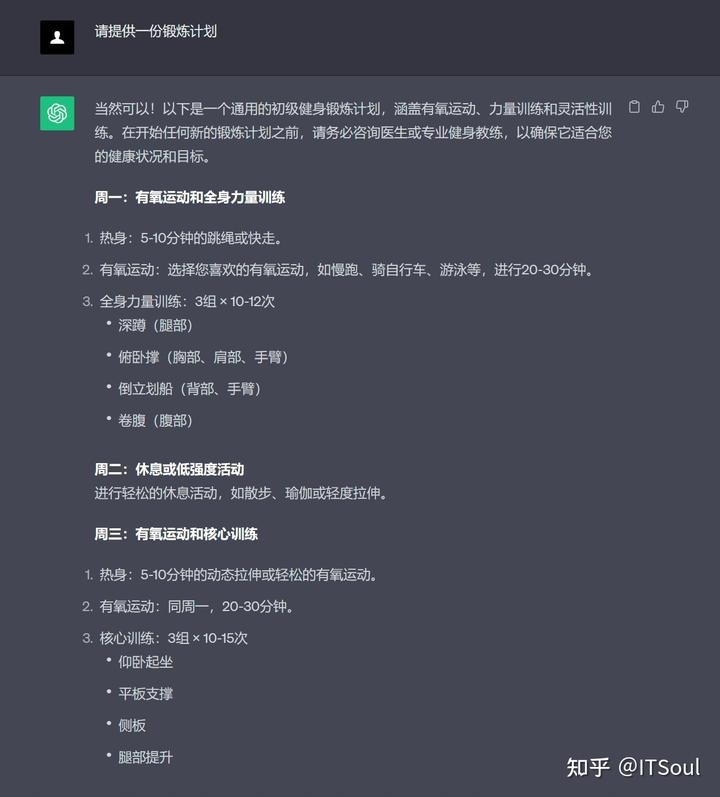 请提供一份锻炼计划
当然可以！以下是一个通用的初级健身锻炼计划，涵盖有氧运动、力量训练和灵活性训
练。在开始任何新的锻炼计划之前，请务必咨询医生或专业健身教练，以确保它适合您
的健康状况和目标。
周一：有氧运动和全身力量训练
1. 热身：5-10分钟的跳绳或快走。
2. 有氧运动：选择您喜欢的有氧运动，如慢跑、骑自行车、游泳等，进行20-30分钟。
3. 全身力量训练：3组 × 10-12次
• 深蹲（腿部）
• 俯卧撑（胸部、肩部、手臂）
• 倒立划船（背部、手臂）
• 卷腹（腹部）
周二：休息或低强度活动
进行轻松的休息活动，如散步、瑜伽或轻度拉伸。
周三：有氧运动和核心训练
1. 热身：5-10分钟的动态拉伸或轻松的有氧运动。
2. 有氧运动：同周一，20-30分钟。
3. 核心训练：3组 × 10-15次
• 仰卧起坐
• 平板支撑
• 侧板
• 腿部提升
知乎 @ITSoul